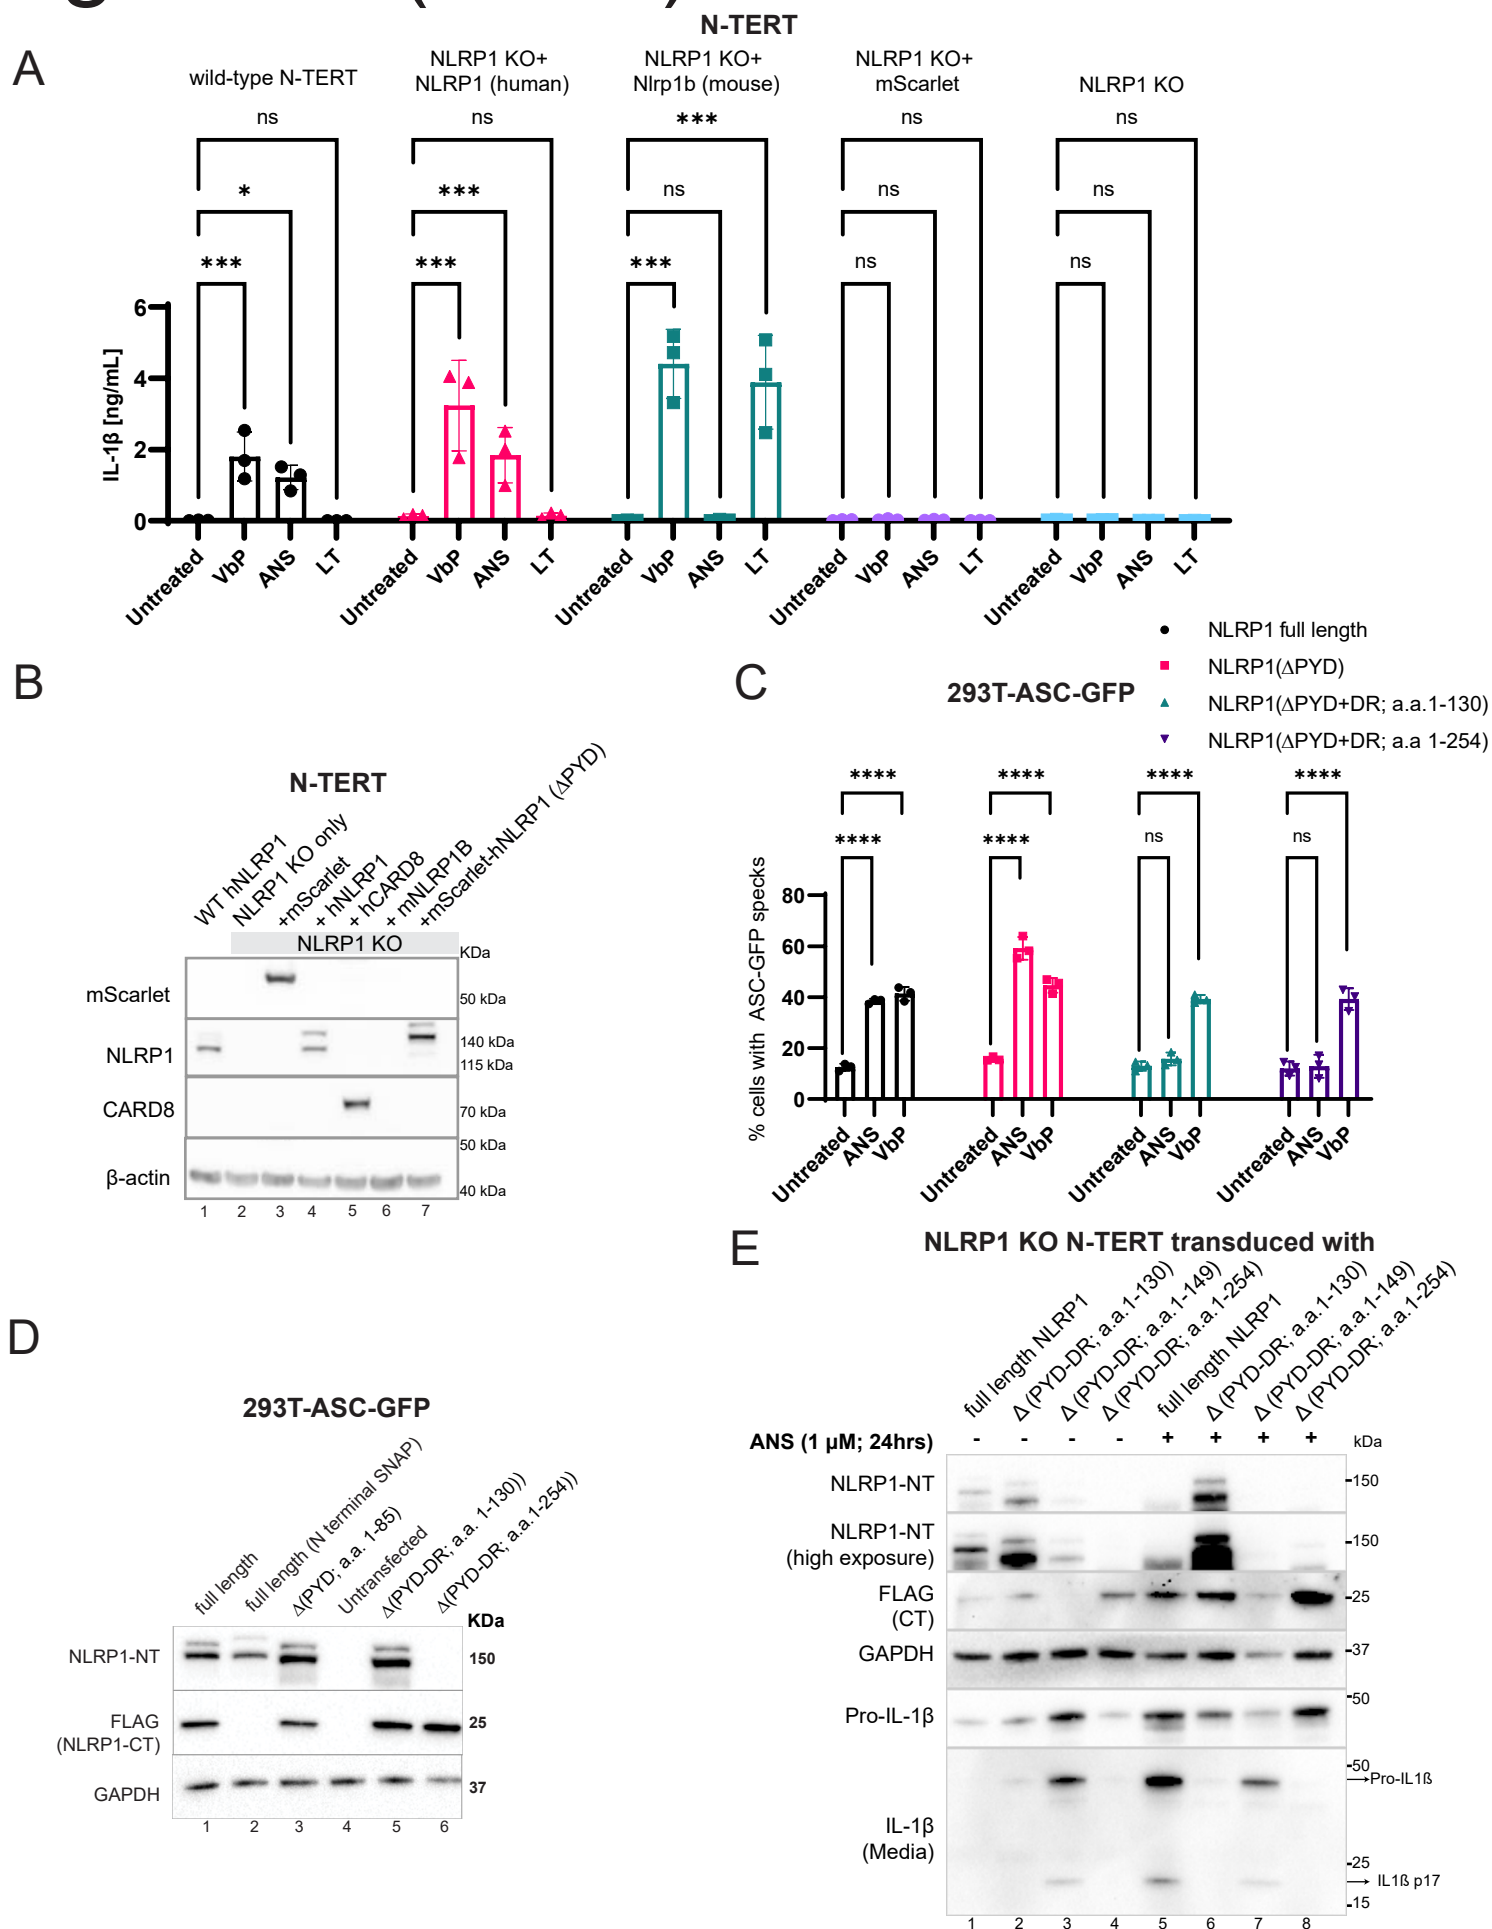 N-TERT
A
wild-type N-TERT
NLRP1 KO+
NLRP1 (human)
NLRP1 KO+
Nlrp1b (mouse)
NLRP1 KO+
mScarlet
NLRP1 KO
ns
ns
***
ns
ns
*
***
ns
ns
ns
***
***
***
ns
ns
IL-1β [ng/mL]
6
4
2
0
Untreated VbP ANS LT
Untreated VbP ANS LT
Untreated VbP ANS LT
Untreated VbP ANS LT
Untreated VbP ANS LT
B
N-TERT
WT hNLRP1
NLRP1 KO only
+mScarlet
+ hNLRP1
+ hCARD8
+ mNLRP1B
+mScarlet-hNLRP1 (ΔPYD)
NLRP1 KO
KDa
mScarlet
50 kDa
NLRP1
140 kDa
115 kDa
CARD8
70 kDa
50 kDa
β-actin
40 kDa
1 2 3 4 5 6 7
C
293T-ASC-GFP
NLRP1 full length
NLRP1(ΔPYD)
NLRP1(ΔPYD+DR; a.a.1-130)
NLRP1(ΔPYD+DR; a.a 1-254)
**** **** **** ****
**** **** ns ns
% cells with ASC-GFP specks
80
60
40
20
0
Untreated ANS VbP
Untreated ANS VbP
Untreated ANS VbP
Untreated ANS VbP
D
293T-ASC-GFP
full length
full length (N terminal SNAP)
Δ(PYD; a.a. 1-85)
Untransfected
Δ(PYD-DR; a.a. 1-130))
Δ(PYD-DR; a.a. 1-254))
KDa
NLRP1-NT
150
FLAG
(NLRP1-CT)
25
GAPDH
37
1 2 3 4 5 6
E
NLRP1 KO N-TERT transduced with
full length NLRP1
Δ (PYD-DR; a.a.1-130)
Δ (PYD-DR; a.a.1-149)
Δ (PYD-DR; a.a.1-254)
full length NLRP1
Δ (PYD-DR; a.a.1-130)
Δ (PYD-DR; a.a.1-149)
Δ (PYD-DR; a.a.1-254)
ANS (1 µM; 24hrs) - - - - + + + +
kDa
NLRP1-NT
-150
NLRP1-NT
(high exposure)
-150
FLAG
(CT)
-25
GAPDH
-37
Pro-IL-1β
-50
-50
→Pro-IL1ß
IL-1β
(Media)
-25
→ IL1ß p17
-15
1 2 3 4 5 6 7 8